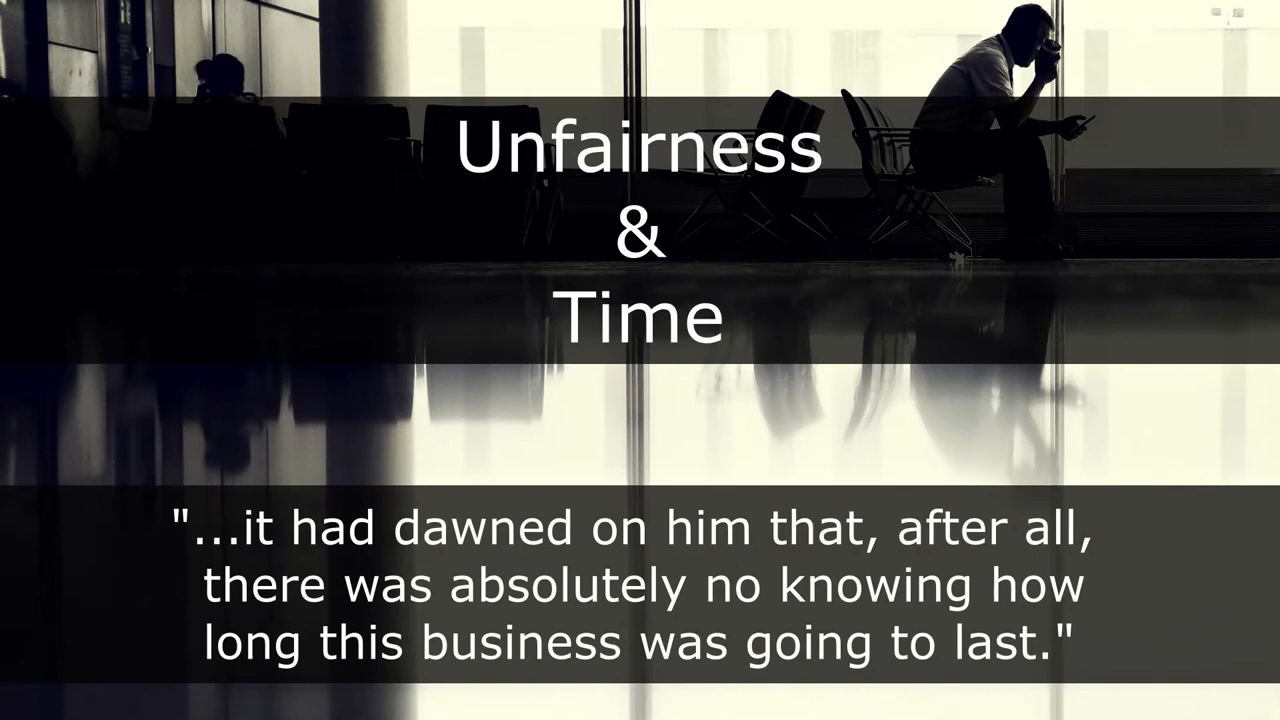 Unfairness
&
Time
"...it had dawned on him that, after all,
there was absolutely no knowing how
long this business was going to last."